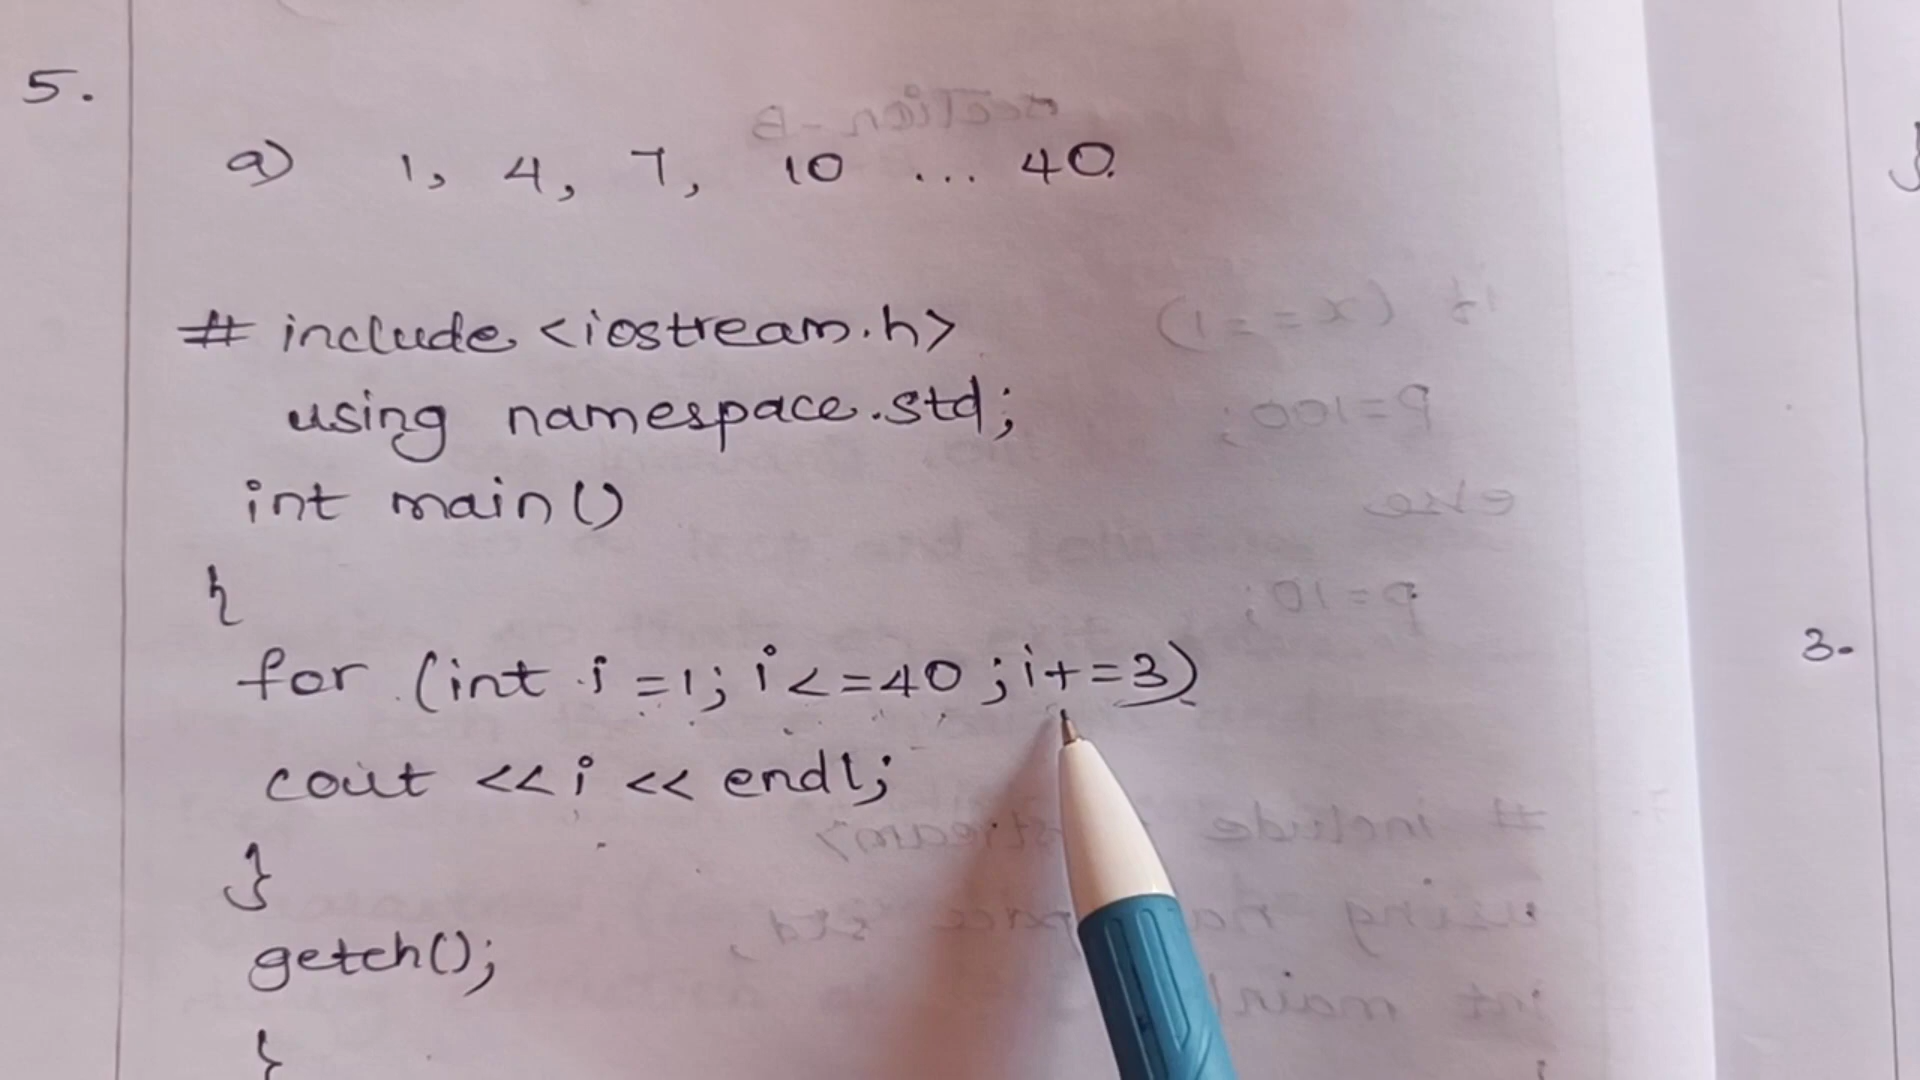 5.
a) 1, 4, 7, 10 ... 40.
# include <iostream.h>
using namespace.std;
int main()
{
for (int i =1; i<=40; i+=3)
cout <<i << endl;
}
getch();
}
3.